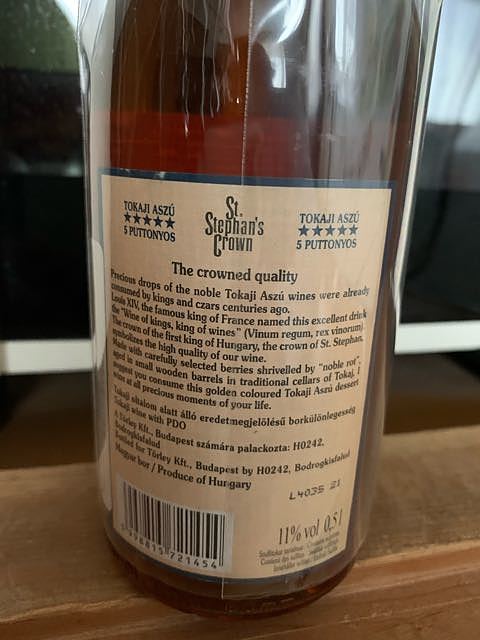 TOKAJI ASZÚ
★★★★★
5 PUTTONYOS
St.
Stephan's
Crown
TOKAJI ASZÚ
★★★★★
5 PUTTONYOS
The crowned quality
Precious drops of the noble Tokaji Aszú wines were already
consumed by kings and czars centuries ago.
Louis XIV, the famous king of France named this excellent drink
the "Wine of kings, king of wines" (Vinum regum, rex vinorum).
The crown of the first king of Hungary, the crown of St. Stephan,
symbolizes the high quality of our wine.
Made with carefully selected berries shrivelled by "noble rot",
aged in small wooden barrels in traditional cellars of Tokaj, I
suggest you consume this golden coloured Tokaji Aszú dessert
wine at all precious moments of your life.
Tokaji oltalom alatt álló eredetmegjelölésű borkülönlegesség
Tokaji wine with PDO
A Törley Kft., Budapest számára palackozta: H0242,
Bodrogkisfalud
Bottled for Törley Kft., Budapest by H0242, Bodrogkisfalud
Magyar bor / Produce of Hungary
L4035 21
11% vol 0,5 l
721454